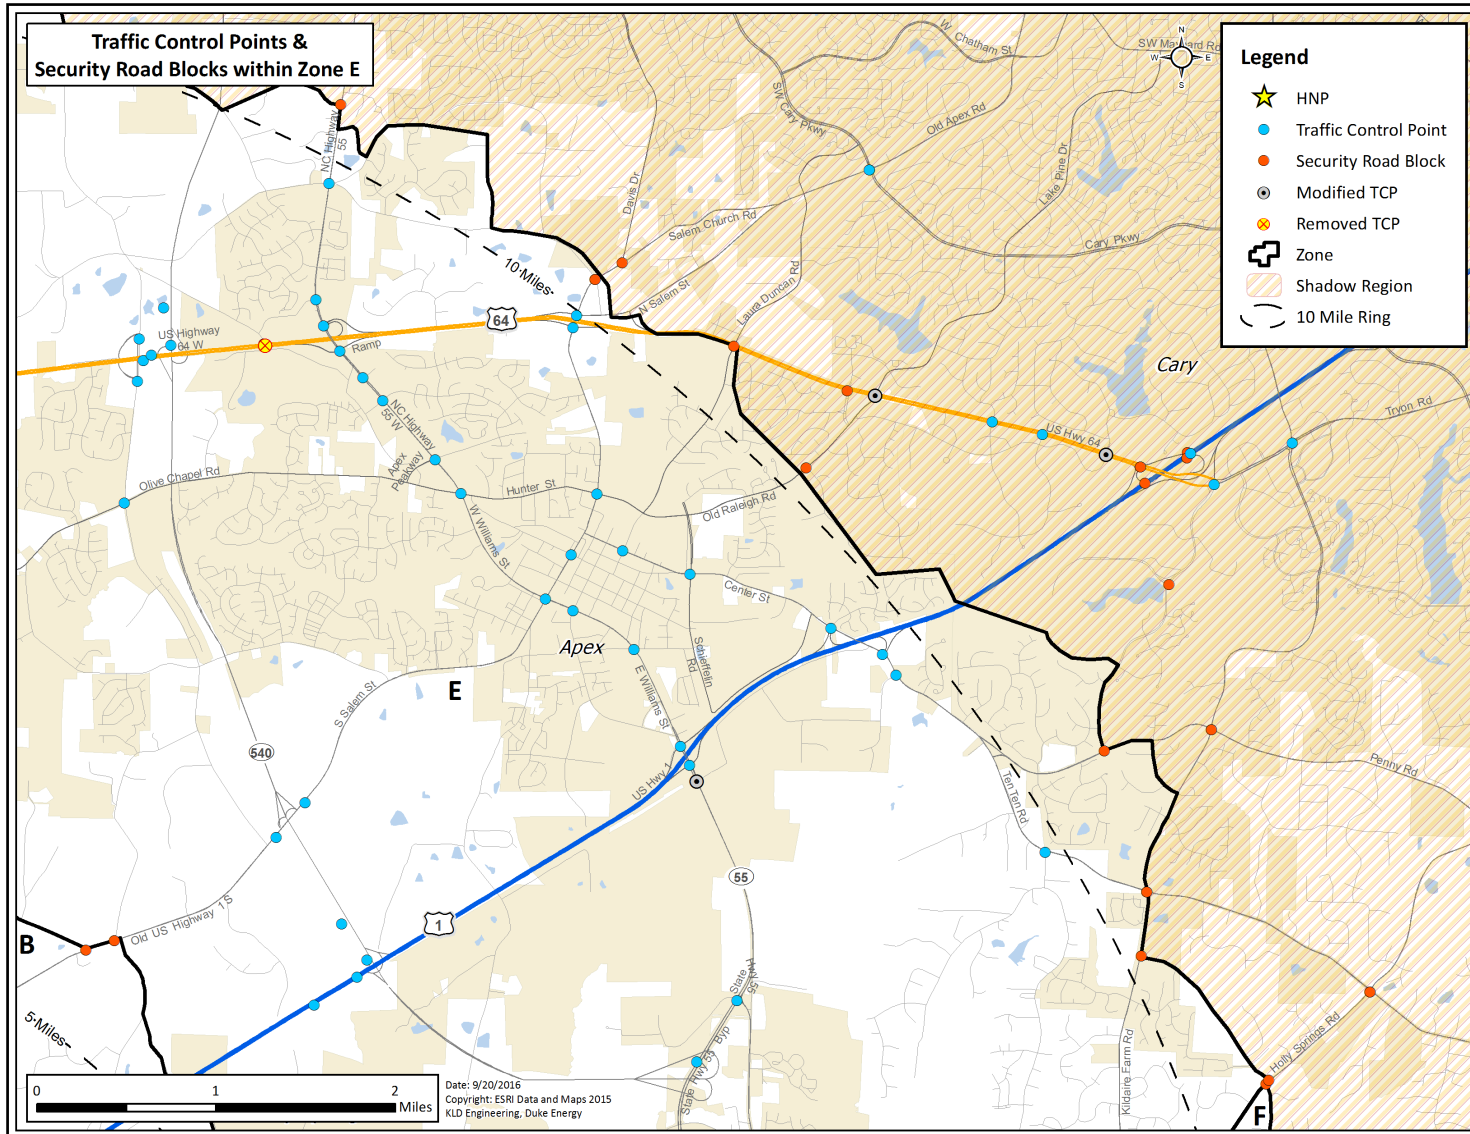 Traffic Control Points &
Security Road Blocks within Zone E
Legend
HNP
Traffic Control Point
Security Road Block
Modified TCP
Removed TCP
Zone
Shadow Region
10 Mile Ring
N
W
E
S
W Chatham St
SW Maynard Rd
SW Cary Pkwy
Old Apex Rd
NC Highway
55
Davis Dr
Lake Pine Dr
Salem Church Rd
Cary Pkwy
10 Miles
N Salem St
Laura Duncan Rd
64
US Highway
64 W
Ramp
Cary
NC Highway
55 W
Tryon Rd
US Hwy 64
Apex
Peakway
Olive Chapel Rd
Hunter St
Old Raleigh Rd
W Williams St
Center St
Apex
Schieffelin
Rd
E
S Salem St
E Williams St
540
US Hwy 1
Penny Rd
Ten Ten Rd
55
Old US Highway 1 S
1
B
State
Hwy 55
5 Miles
Holly Springs Rd
State Hwy 55 Byp
Kildaire Farm Rd
F
0
1
2
Miles
Date: 9/20/2016
Copyright: ESRI Data and Maps 2015
KLD Engineering, Duke Energy